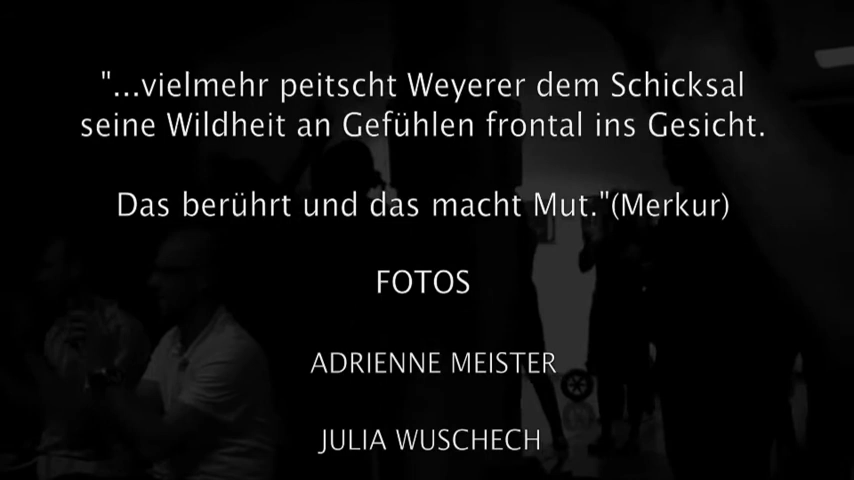 "...vielmehr peitscht Weyerer dem Schicksal
seine Wildheit an Gefühlen frontal ins Gesicht.
Das berührt und das macht Mut."(Merkur)
FOTOS
ADRIENNE MEISTER
JULIA WUSCHECH